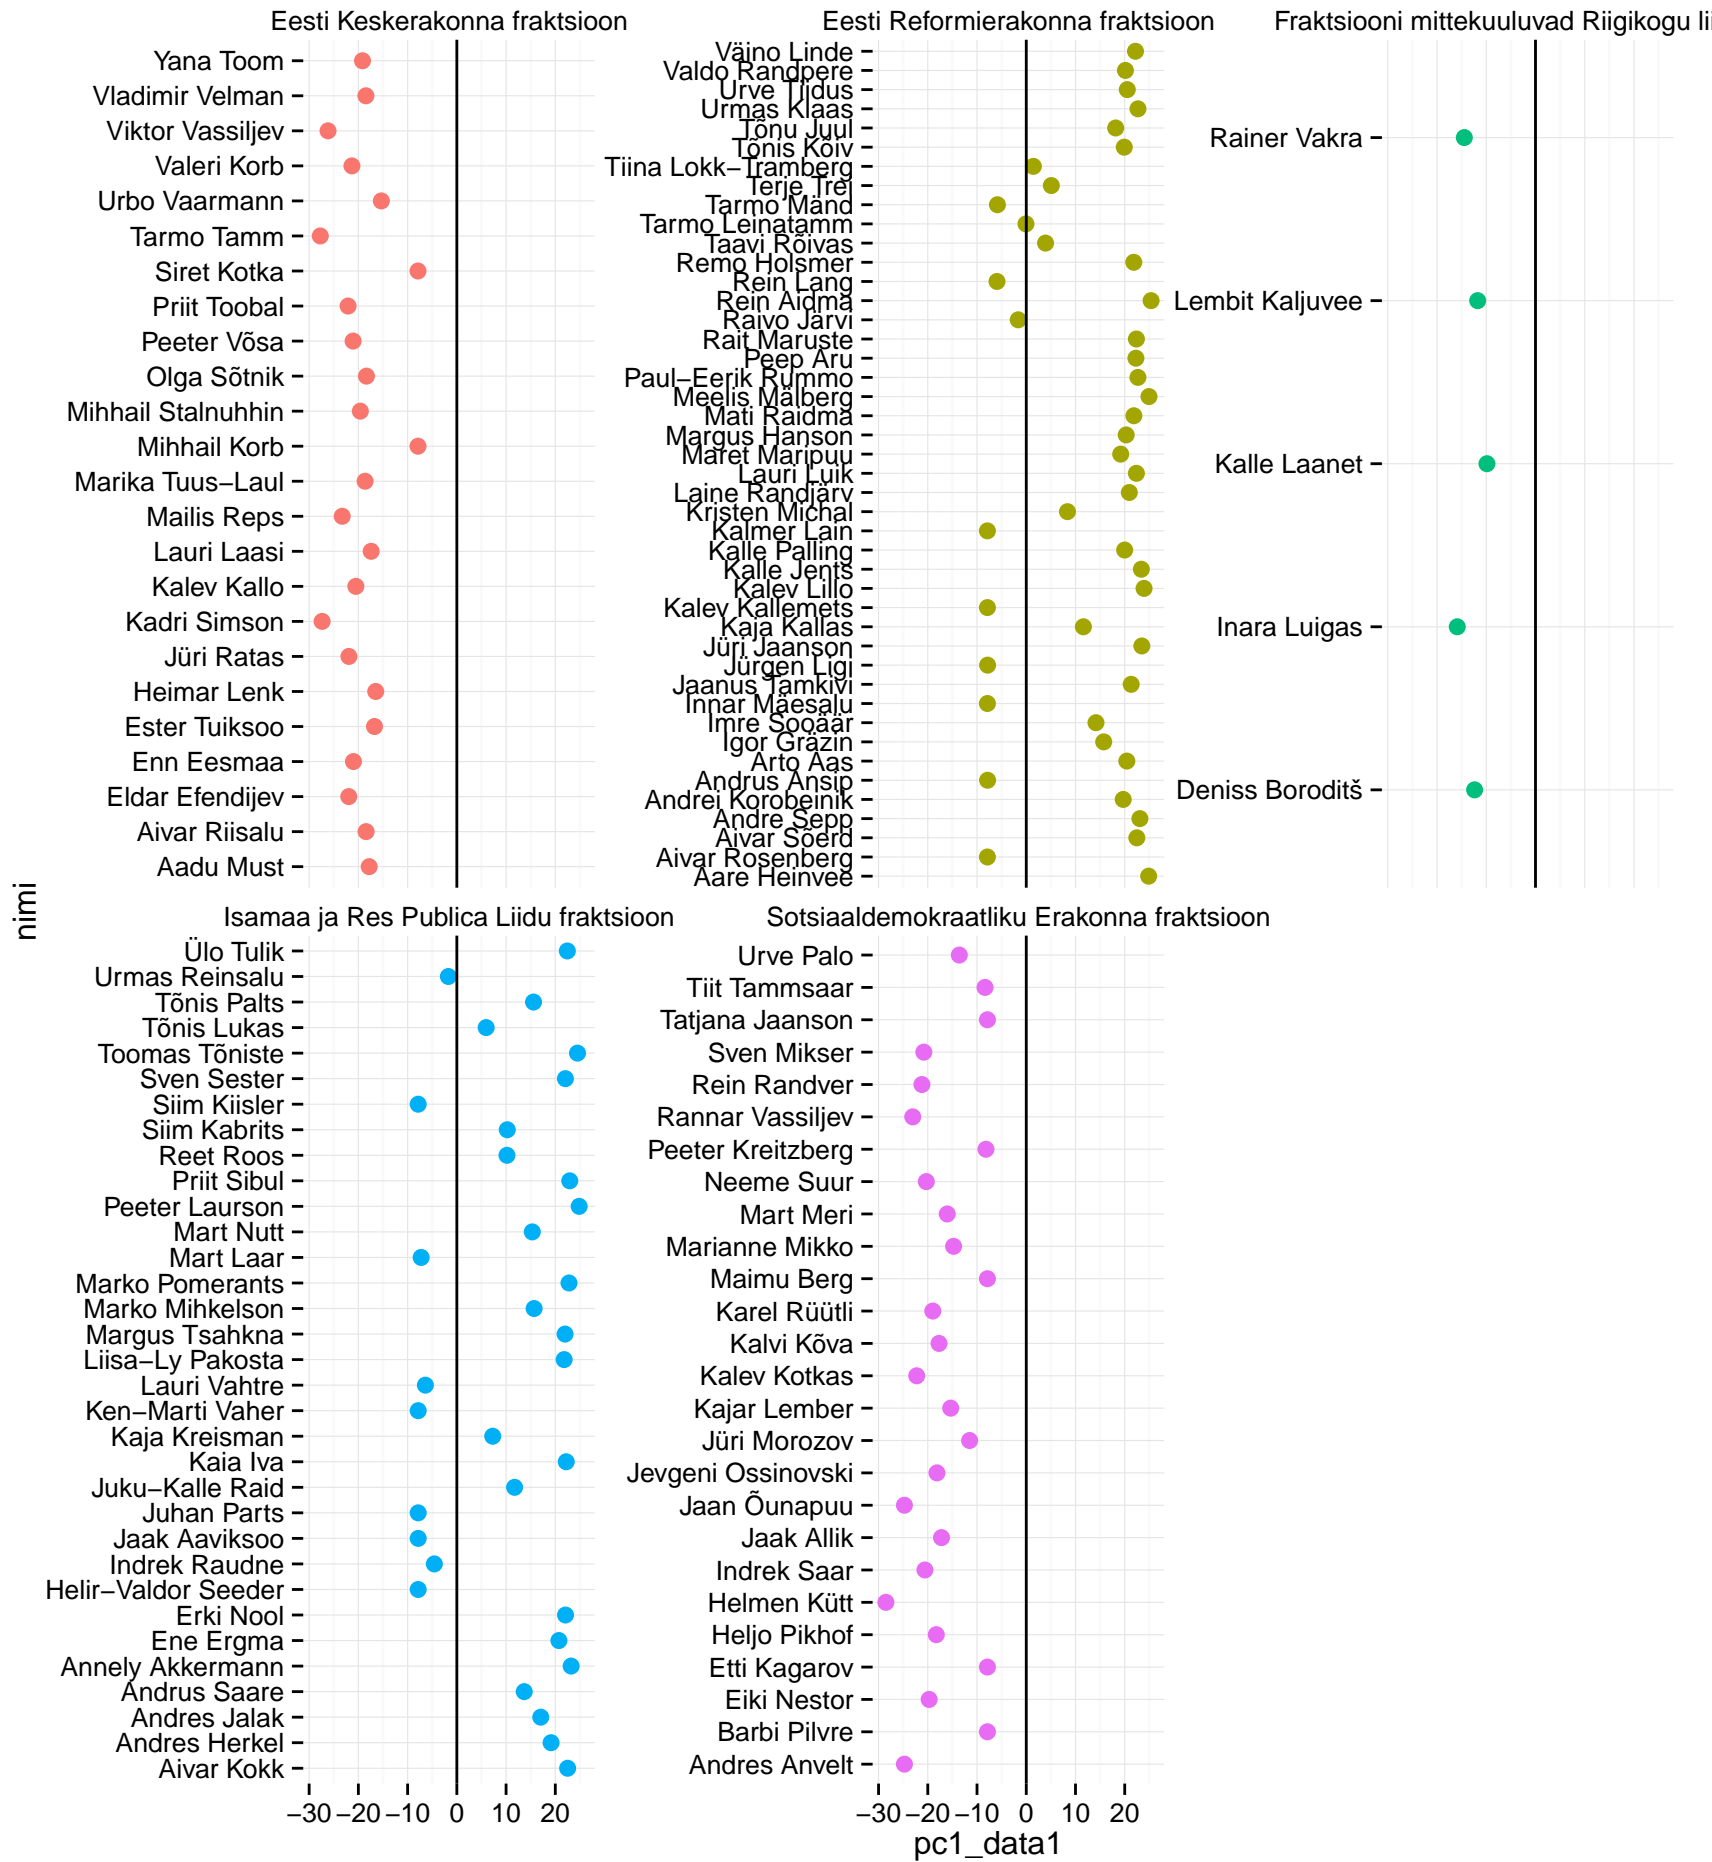 Eesti Keskerakonna fraktsioon
Yana Toom
Vladimir Velman
Viktor Vassiljev
Valeri Korb
Urbo Vaarmann
Tarmo Tamm
Siret Kotka
Priit Toobal
Peeter Võsa
Olga Sõtnik
Mihhail Stalnuhhin
Mihhail Korb
Marika Tuus−Laul
Mailis Reps
Lauri Laasi
Kalev Kallo
Kadri Simson
Jüri Ratas
Heimar Lenk
Ester Tuiksoo
Enn Eesmaa
Eldar Efendijev
Aivar Riisalu
Aadu Must
Eesti Reformierakonna fraktsioon
Väino Linde
Valdo Randpere
Urve Tiidus
Urmas Klaas
Tõnu Juul
Tõnis Kõiv
Tiina Lokk−Tramberg
Terje Trei
Tarmo Mänd
Tarmo Leinatamm
Taavi Rõivas
Remo Holsmer
Rein Lang
Rein Aidma
Raivo Järvi
Rait Maruste
Peep Aru
Paul−Eerik Rummo
Meelis Mälberg
Mati Raidma
Margus Hanson
Maret Maripuu
Lauri Luik
Laine Randjärv
Kristen Michal
Kalmer Lain
Kalle Palling
Kalle Jents
Kalev Lillo
Kalev Kallemets
Kaja Kallas
Jüri Jaanson
Jürgen Ligi
Jaanus Tamkivi
Innar Mäesalu
Imre Sooäär
Igor Gräzin
Arto Aas
Andrus Ansip
Andrei Korobeinik
Andre Sepp
Aivar Sõerd
Aivar Rosenberg
Aare Heinvee
Fraktsiooni mittekuuluvad Riigikogu lii
Rainer Vakra
Lembit Kaljuvee
Kalle Laanet
Inara Luigas
Deniss Boroditš
nimi
Isamaa ja Res Publica Liidu fraktsioon
Ülo Tulik
Urmas Reinsalu
Tõnis Palts
Tõnis Lukas
Toomas Tõniste
Sven Sester
Siim Kiisler
Siim Kabrits
Reet Roos
Priit Sibul
Peeter Laurson
Mart Nutt
Mart Laar
Marko Pomerants
Marko Mihkelson
Margus Tsahkna
Liisa−Ly Pakosta
Lauri Vahtre
Ken−Marti Vaher
Kaja Kreisman
Kaia Iva
Juku−Kalle Raid
Juhan Parts
Jaak Aaviksoo
Indrek Raudne
Helir−Valdor Seeder
Erki Nool
Ene Ergma
Annely Akkermann
Andrus Saare
Andres Jalak
Andres Herkel
Aivar Kokk
−30 −20 −10 0 10 20
Sotsiaaldemokraatliku Erakonna fraktsioon
Urve Palo
Tiit Tammsaar
Tatjana Jaanson
Sven Mikser
Rein Randver
Rannar Vassiljev
Peeter Kreitzberg
Neeme Suur
Mart Meri
Marianne Mikko
Maimu Berg
Karel Rüütli
Kalvi Kõva
Kalev Kotkas
Kajar Lember
Jüri Morozov
Jevgeni Ossinovski
Jaan Õunapuu
Jaak Allik
Indrek Saar
Helmen Kütt
Heljo Pikhof
Etti Kagarov
Eiki Nestor
Barbi Pilvre
Andres Anvelt
−30 −20 −10 0 10 20
pc1_data1